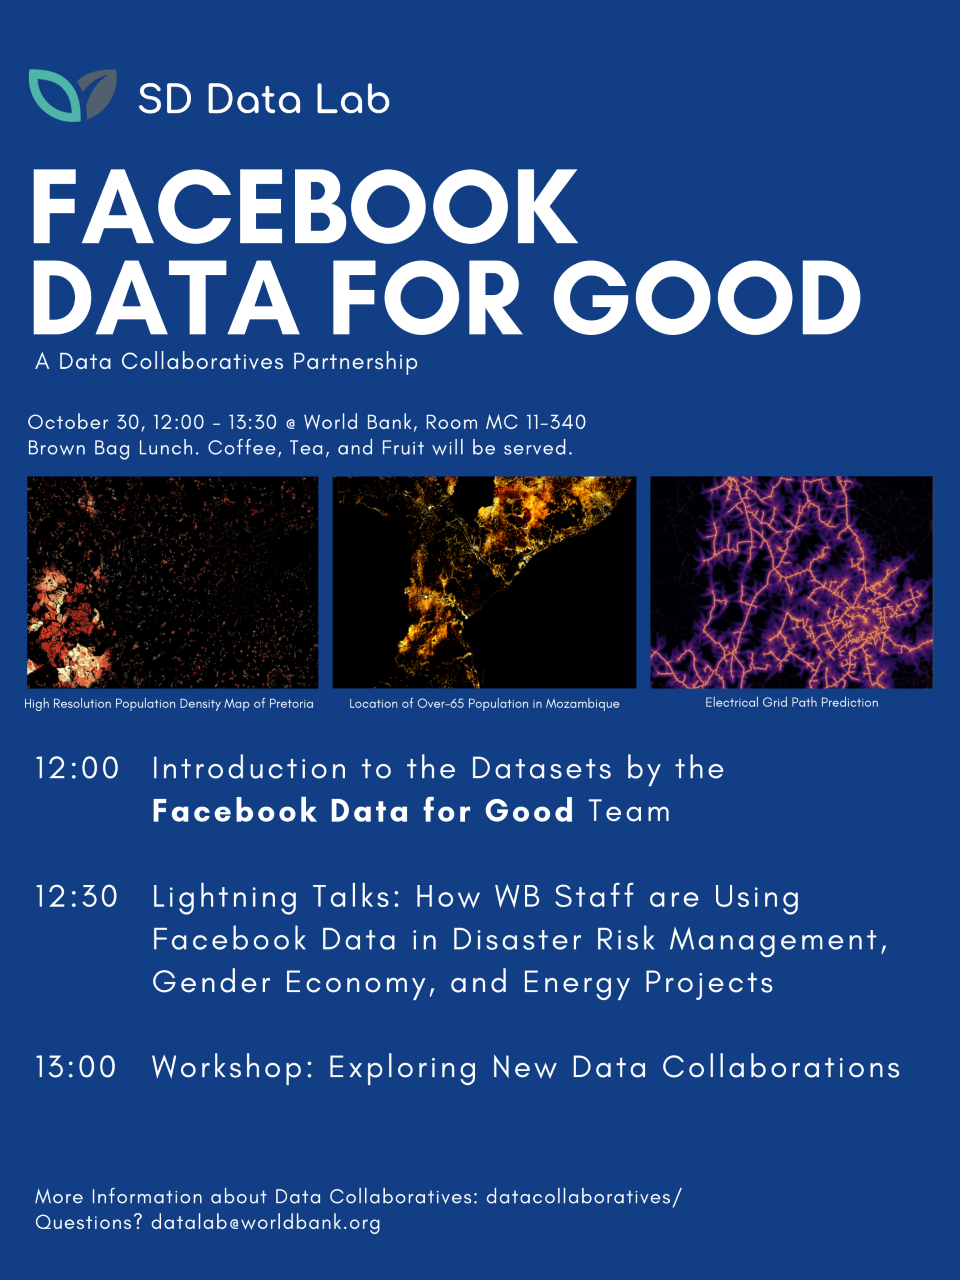 SD Data Lab
FACEBOOK
DATA FOR GOOD
A Data Collaboratives Partnership
October 30, 12:00 - 13:30 @ World Bank, Room MC 11-340
Brown Bag Lunch. Coffee, Tea, and Fruit will be served.
High Resolution Population Density Map of Pretoria
Location of Over-65 Population in Mozambique
Electrical Grid Path Prediction
12:00 Introduction to the Datasets by the
Facebook Data for Good Team
12:30 Lightning Talks: How WB Staff are Using
Facebook Data in Disaster Risk Management,
Gender Economy, and Energy Projects
13:00 Workshop: Exploring New Data Collaborations
More Information about Data Collaboratives: datacollaboratives/
Questions? datalab@worldbank.org